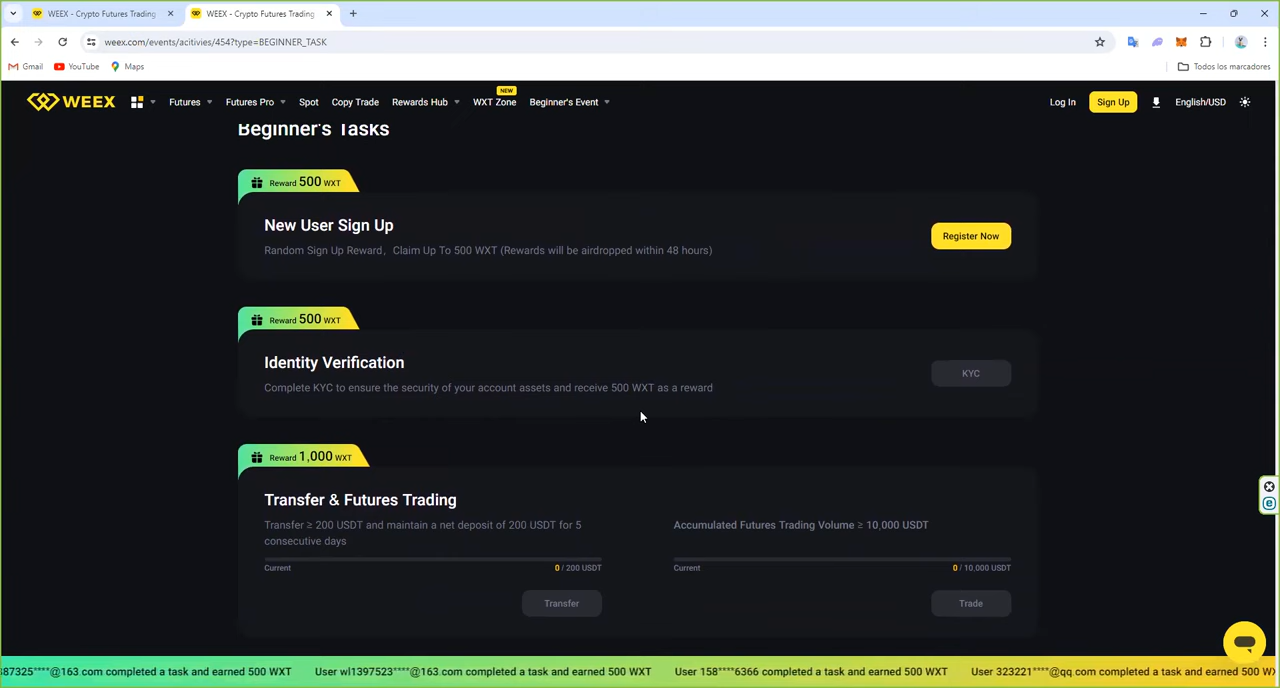 WEEX - Crypto Futures Trading
WEEX - Crypto Futures Trading
weex.com/events/acitivies/454?type=BEGINNER_TASK
Gmail
YouTube
Maps
Todos los marcadores
WEEX
Futures
Futures Pro
Spot
Copy Trade
Rewards Hub
NEW
WXT Zone
Beginner's Event
Log In
Sign Up
English/USD
Beginner's Tasks
Reward 500 WXT
New User Sign Up
Random Sign Up Reward, Claim Up To 500 WXT (Rewards will be airdropped within 48 hours)
Register Now
Reward 500 WXT
Identity Verification
Complete KYC to ensure the security of your account assets and receive 500 WXT as a reward
KYC
Reward 1,000 WXT
Transfer & Futures Trading
Transfer ≥ 200 USDT and maintain a net deposit of 200 USDT for 5
consecutive days
Current
0 / 200 USDT
Transfer
Accumulated Futures Trading Volume ≥ 10,000 USDT
Current
0 / 10,000 USDT
Trade
387325****@163.com completed a task and earned 500 WXT User wl1397523****@163.com completed a task and earned 500 WXT User 158****6366 completed a task and earned 500 WXT User 323221****@qq.com completed a task and earned 500